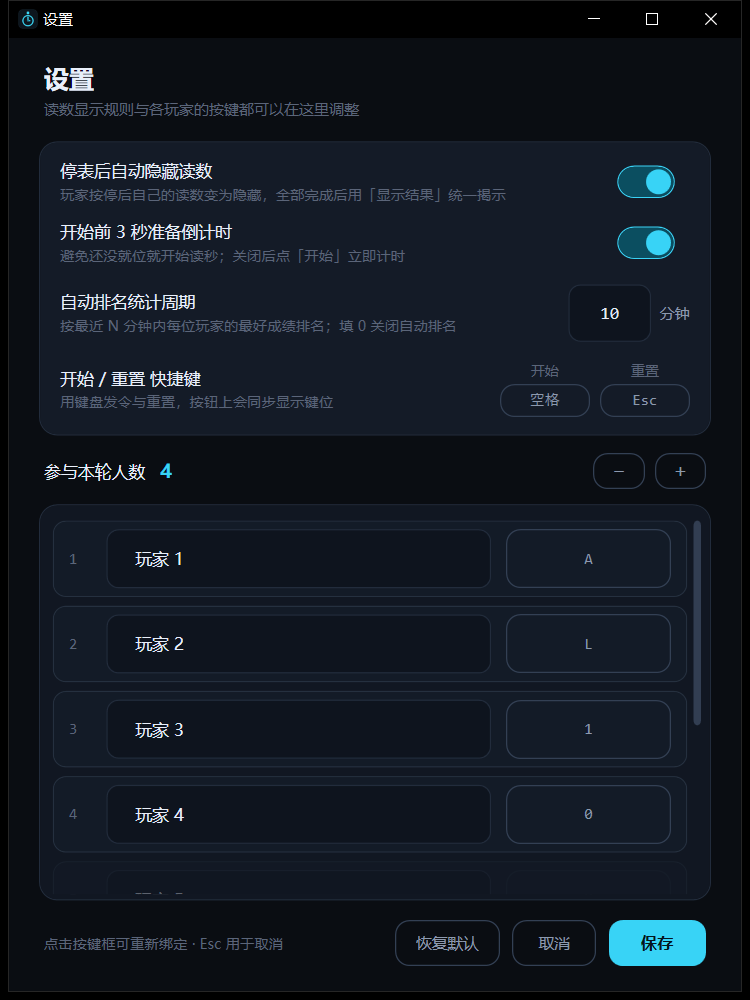 设置
设置
读数显示规则与各玩家的按键都可以在这里调整
停表后自动隐藏读数
玩家按停后自己的读数变为隐藏，全部完成后用「显示结果」统一揭示
开始前 3 秒准备倒计时
避免还没就位就开始读秒；关闭后点「开始」立即计时
自动排名统计周期
按最近 N 分钟内每位玩家的最好成绩排名；填 0 关闭自动排名
10 分钟
开始 / 重置 快捷键
用键盘发令与重置，按钮上会同步显示键位
开始 重置
空格 Esc
参与本轮人数 4
− +
1 玩家 1 A
2 玩家 2 L
3 玩家 3 1
4 玩家 4 0
点击按键框可重新绑定 · Esc 用于取消
恢复默认 取消 保存